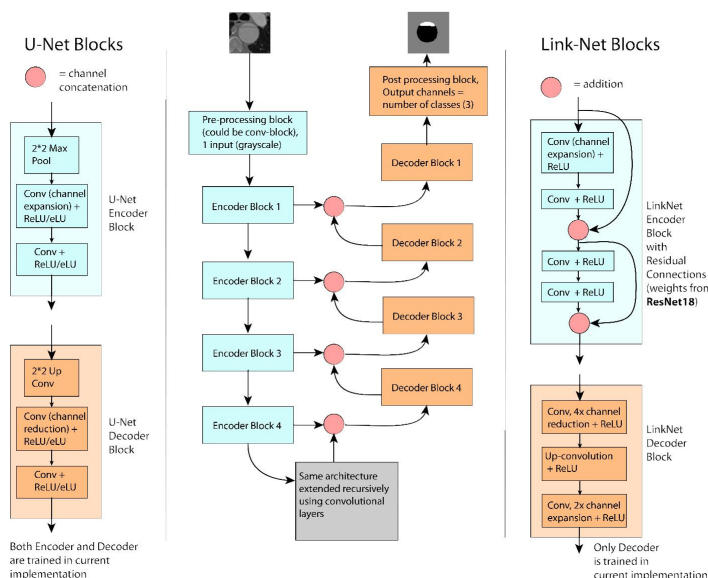 U-Net Blocks
= channel
concatenation
2*2 Max
Pool
Conv (channel
expansion) +
ReLU/eLU
Conv +
ReLU/eLU
U-Net
Encoder
Block
2*2 Up
Conv
Conv (channel
reduction) +
ReLU/eLU
Conv +
ReLU/eLU
U-Net
Decoder
Block
Both Encoder and Decoder
are trained in current
implementation
Pre-processing block
(could be conv-block),
1 input (grayscale)
Encoder Block 1
Encoder Block 2
Encoder Block 3
Encoder Block 4
Same architecture
extended recursively
using convolutional
layers
Post processing block,
Output channels =
number of classes (3)
Decoder Block 1
Decoder Block 2
Decoder Block 3
Decoder Block 4
Link-Net Blocks
= addition
Conv (channel
expansion) +
ReLU
Conv + ReLU
Conv + ReLU
Conv + ReLU
LinkNet
Encoder
Block
with
Residual
Connections
(weights from
ResNet18)
Conv, 4x channel
reduction + ReLU
Up-convolution
+ ReLU
Conv, 2x channel
expansion + ReLU
LinkNet
Decoder
Block
Only Decoder
is trained in
current implementation